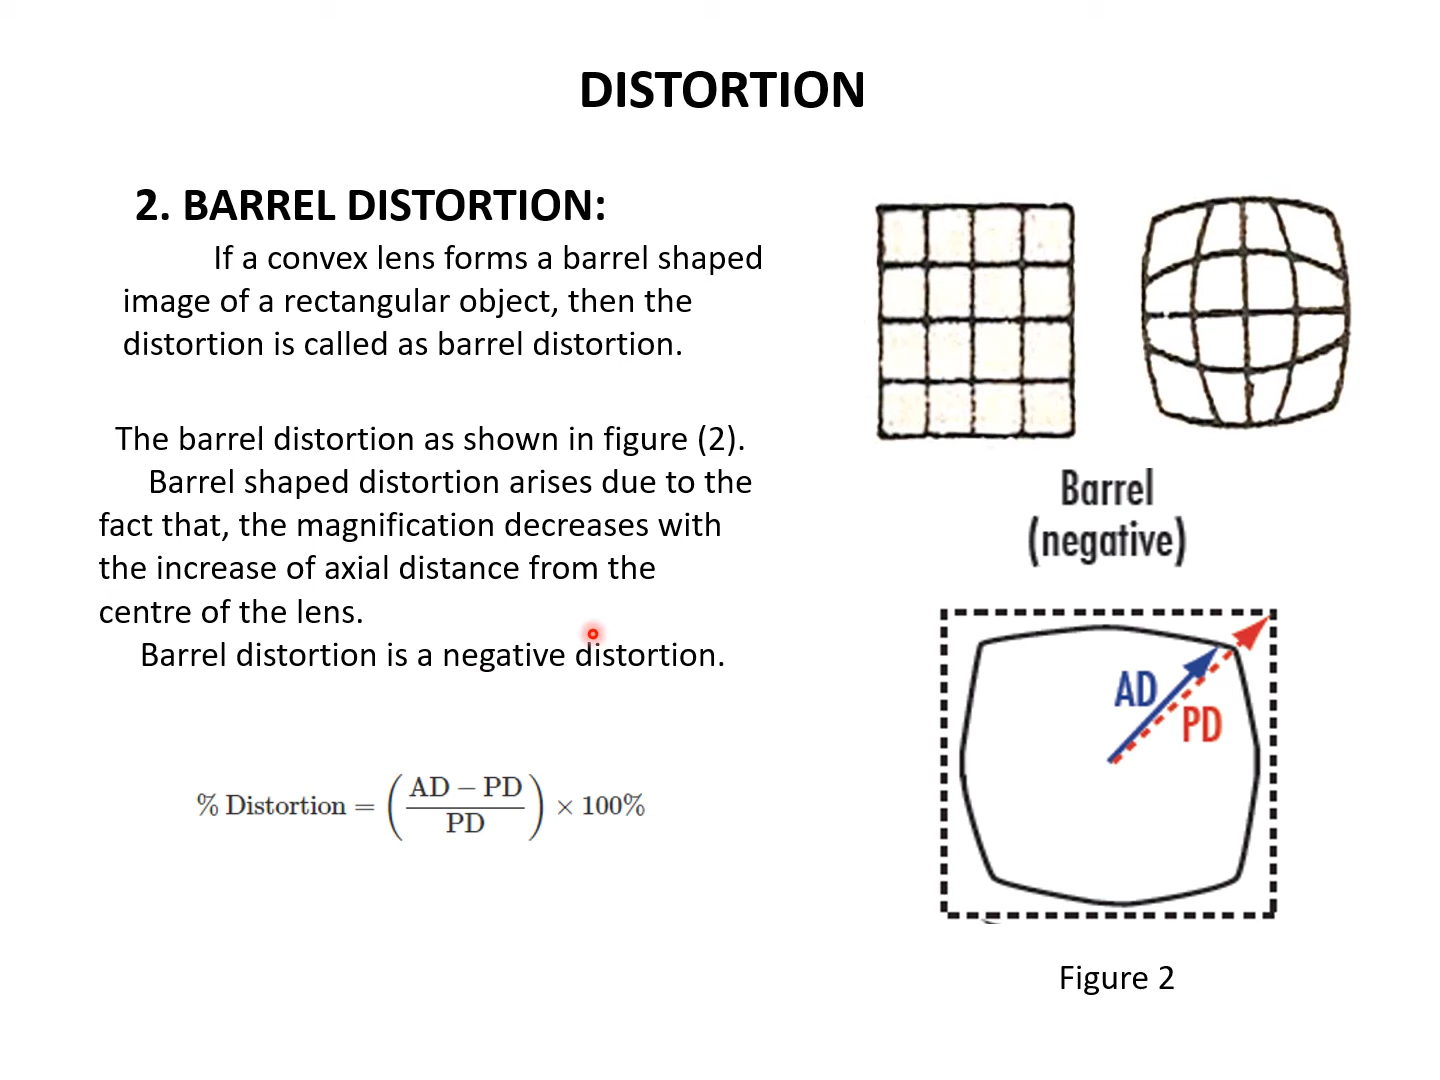 DISTORTION
2. BARREL DISTORTION:
If a convex lens forms a barrel shaped
image of a rectangular object, then the
distortion is called as barrel distortion.
The barrel distortion as shown in figure (2).
Barrel shaped distortion arises due to the
fact that, the magnification decreases with
the increase of axial distance from the
centre of the lens.
Barrel distortion is a negative distortion.
% Distortion = ( AD − PD / PD ) × 100%
Barrel
(negative)
AD
PD
Figure 2